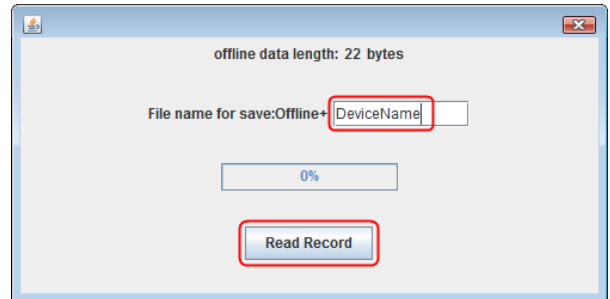 offline data length: 22 bytes
File name for save:Offline+ DeviceName
0%
Read Record